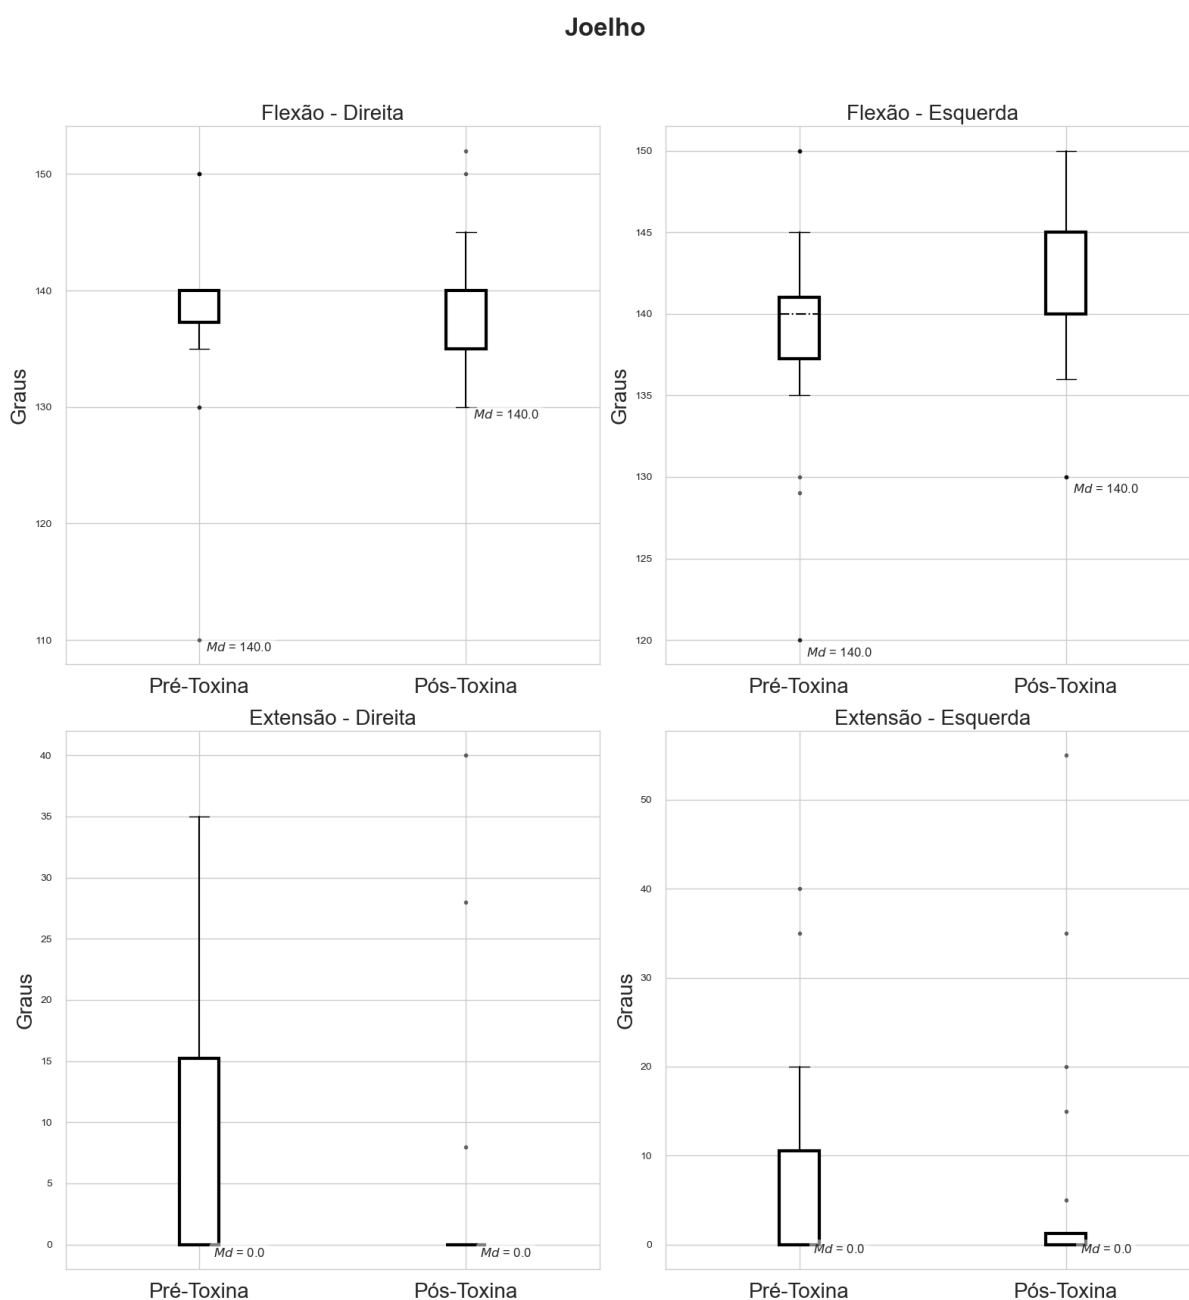 Joelho
Flexão - Direita
Graus
150
140
130
120
110
Md = 140.0
Md = 140.0
Pré-Toxina
Pós-Toxina
Flexão - Esquerda
Graus
150
145
140
135
130
125
120
Md = 140.0
Md = 140.0
Pré-Toxina
Pós-Toxina
Extensão - Direita
Graus
40
35
30
25
20
15
10
5
0
Md = 0.0
Md = 0.0
Pré-Toxina
Pós-Toxina
Extensão - Esquerda
Graus
50
40
30
20
10
0
Md = 0.0
Md = 0.0
Pré-Toxina
Pós-Toxina